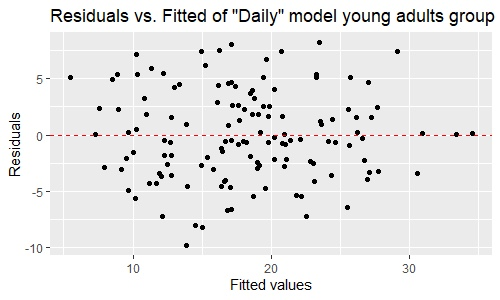 Residuals vs. Fitted of "Daily" model young adults group
Residuals
5
0
-5
-10
10
20
30
Fitted values